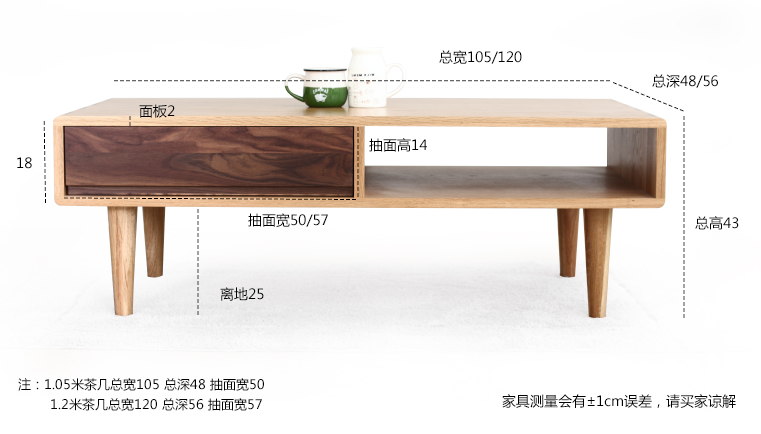 总宽105/120
总深48/56
面板2
抽面高14
18
抽面宽50/57
总高43
离地25
注：1.05米茶几总宽105 总深48 抽面宽50
1.2米茶几总宽120 总深56 抽面宽57
家具测量会有±1cm误差，请买家谅解